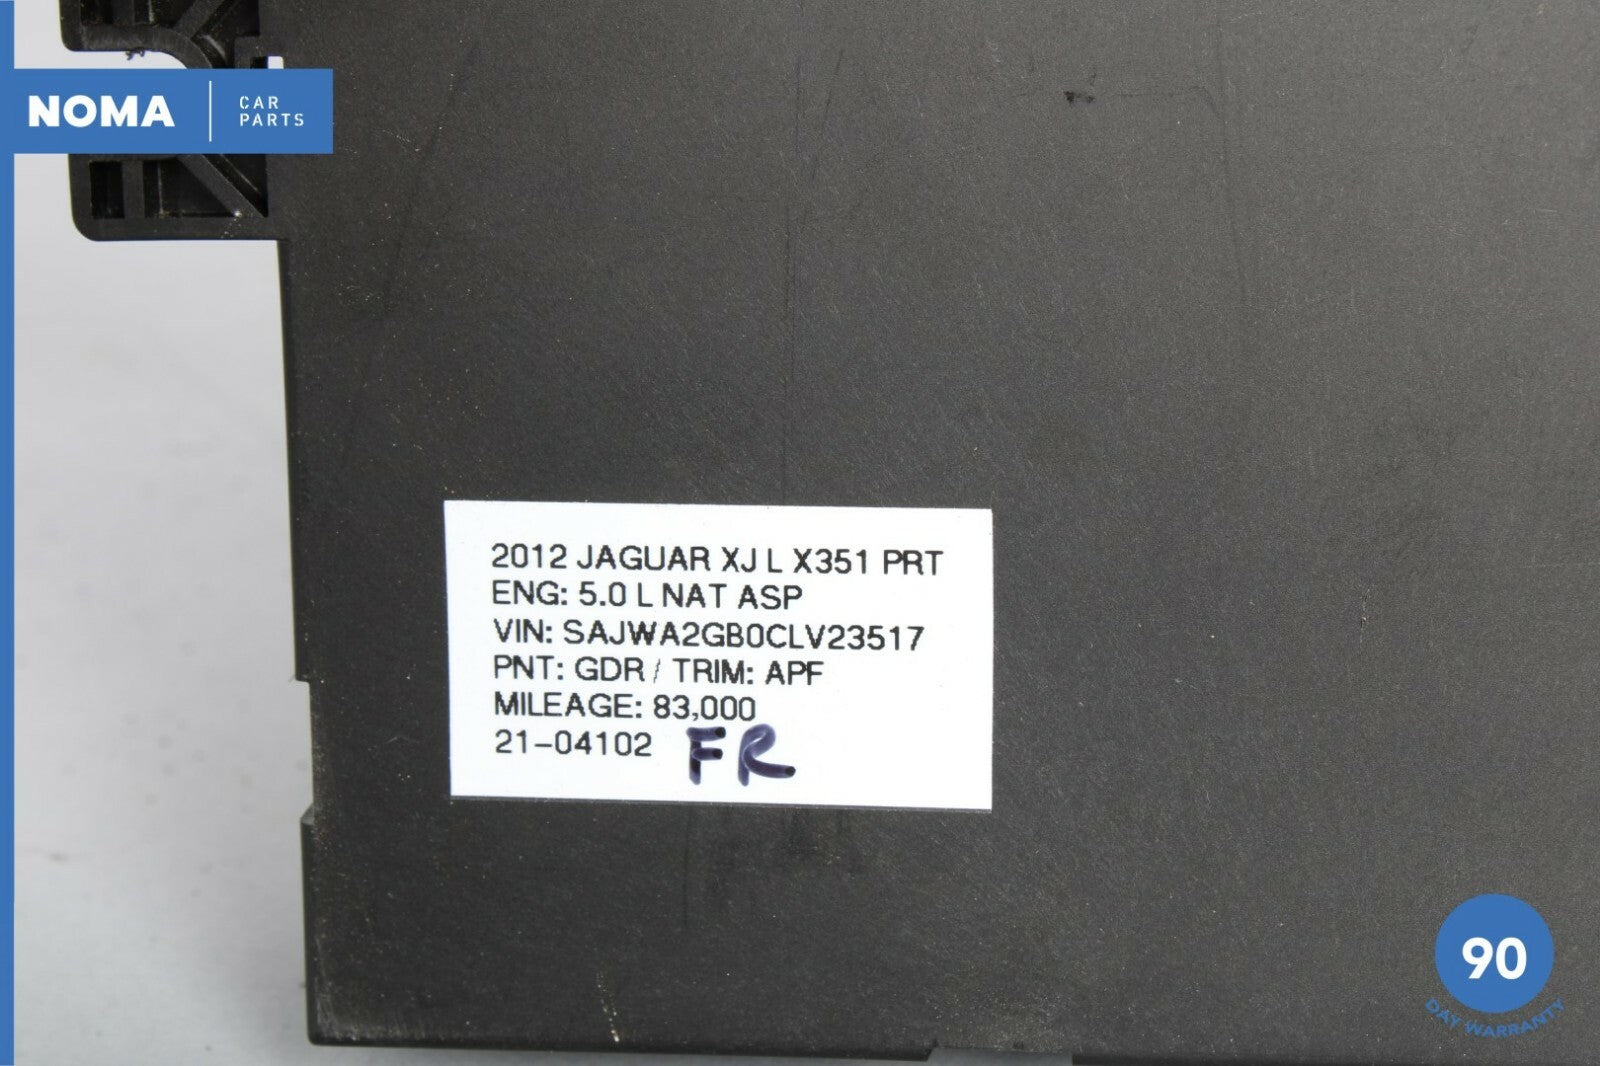 NOMA
CAR
PARTS
2012 JAGUAR XJ L X351 PRT
ENG: 5.0 L NAT ASP
VIN: SAJWA2GB0CLV23517
PNT: GDR / TRIM: APF
MILEAGE: 83,000
21-04102 FR
90
DAY WARRANTY